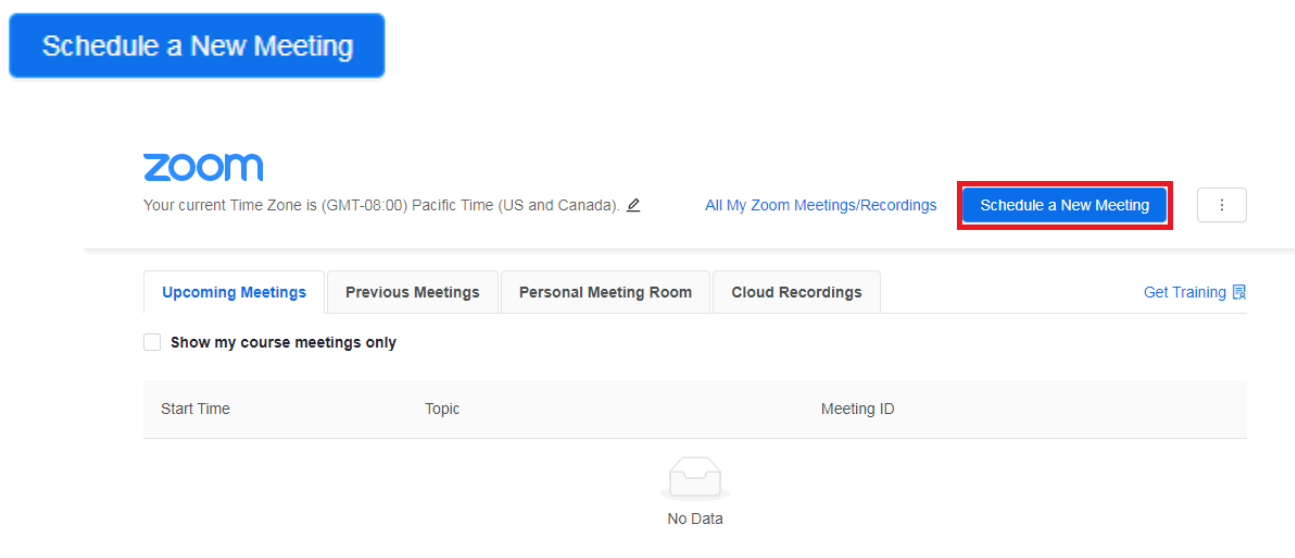 Schedule a New Meeting
zoom
Your current Time Zone is (GMT-08:00) Pacific Time (US and Canada). All My Zoom Meetings/Recordings Schedule a New Meeting
Upcoming Meetings Previous Meetings Personal Meeting Room Cloud Recordings Get Training
Show my course meetings only
Start Time Topic Meeting ID
No Data